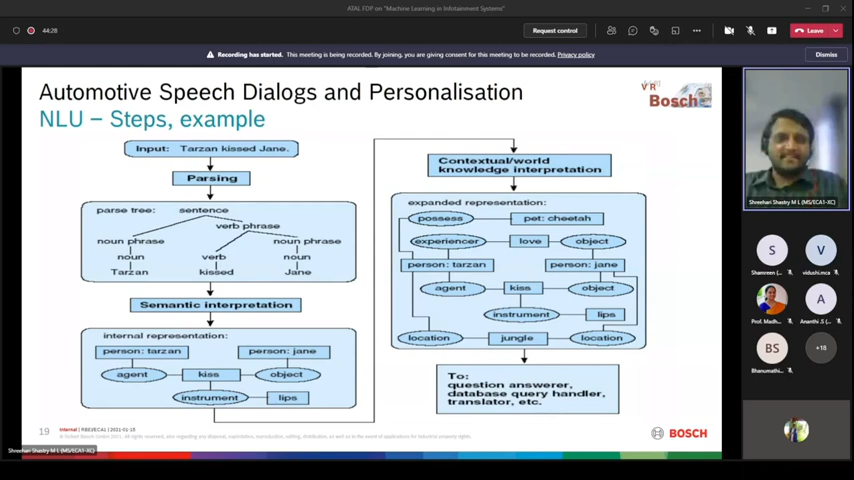 ATAL FDP on "Machine Learning in Infotainment Systems"
44:28
Request control
Leave
Recording has started. This meeting is being recorded. By joining, you are giving consent for this meeting to be recorded. Privacy policy
Dismiss
Automotive Speech Dialogs and Personalisation
NLU – Steps, example
VR
Bosch
Input: Tarzan kissed Jane.
Parsing
parse tree: sentence
verb phrase
noun phrase
noun phrase
noun
verb
noun
Tarzan
kissed
Jane
Semantic interpretation
internal representation:
person: tarzan
person: jane
agent
kiss
object
instrument
lips
Contextual/world
knowledge interpretation
expanded representation:
possess
pet: cheetah
experiencer
love
object
person: tarzan
person: jane
agent
kiss
object
instrument
lips
location
jungle
location
To:
question answerer,
database query handler,
translator, etc.
19
Internal | RBEI/ECA1 | 2021-01-15
© Robert Bosch GmbH 2021. All rights reserved, also regarding any disposal, exploitation, reproduction, editing, distribution, as well as in the event of applications for industrial property rights.
BOSCH
Shreehari Shastry M L (MS/ECA1-XC)
Shreehari Shastry M L (MS/ECA1-XC)
S
Shamreen (...
V
vidushi.mca
Prof. Madh...
A
Ananthi .S (...
BS
Bhanumathi...
+18